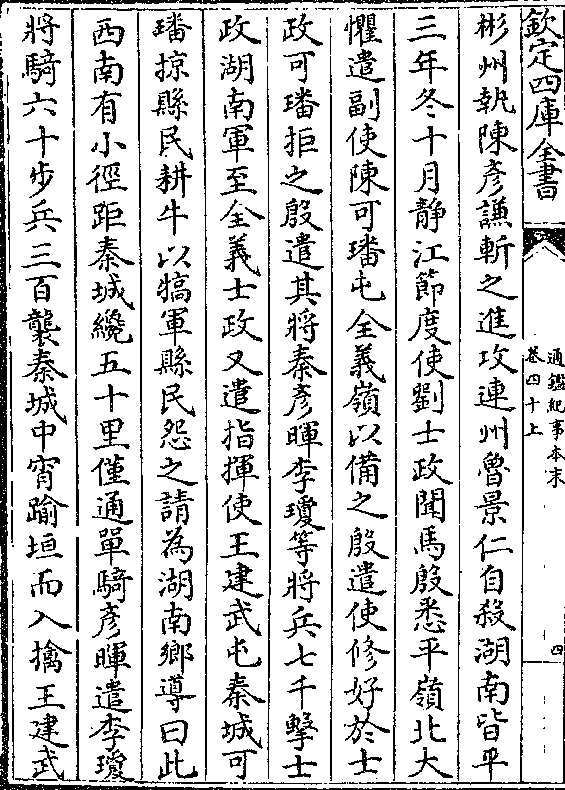 欽定四庫全書
通鑑紀事本末
卷四十上
四
彬州執陳彥謙斬之進攻連州魯景仁自殺湖南皆平
三年冬十月靜江節度使劉士政聞馬殷悉平嶺北大
懼遣副使陳可璠屯全義嶺以備之殷遣使修好於士
政可璠拒之殷遣其將秦彥暉李瓊等將兵七千擊士
政湖南軍至全義士政又遣指揮使王建武屯秦城可
璠掠縣民耕牛以犒軍縣民怨之請為湖南鄉導曰此
西南有小徑距秦城纔五十里僅通單騎彥暉遣李瓊
將騎六十步兵三百襲秦城中宵踰垣而入擒王建武